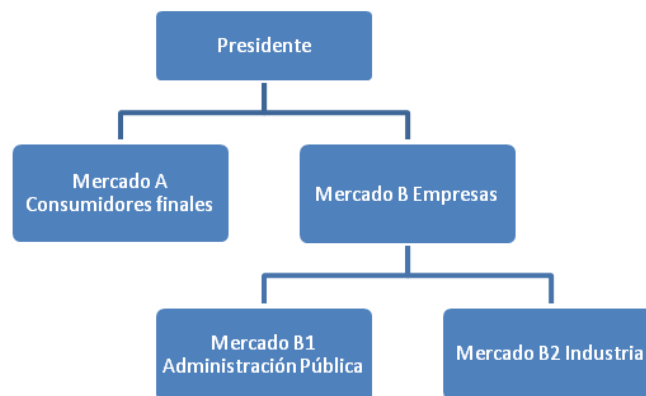 Presidente
Mercado A
Consumidores finales
Mercado B Empresas
Mercado B1
Administración Pública
Mercado B2 Industria